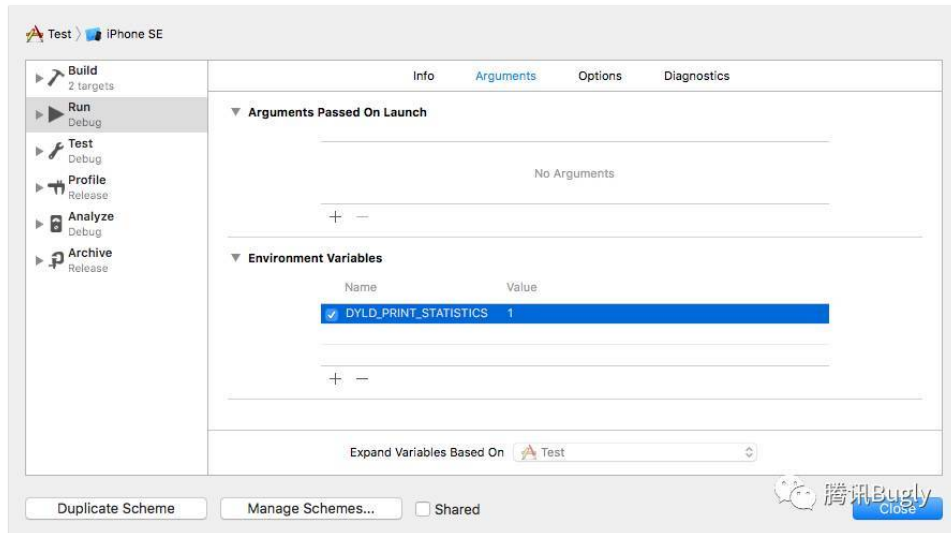 Test
iPhone SE
Build
2 targets
Run
Debug
Test
Debug
Profile
Release
Analyze
Debug
Archive
Release
Info Arguments Options Diagnostics
Arguments Passed On Launch
No Arguments
Environment Variables
Name Value
DYLD_PRINT_STATISTICS 1
Expand Variables Based On Test
Duplicate Scheme Manage Schemes... Shared
腾讯Bugly
Close